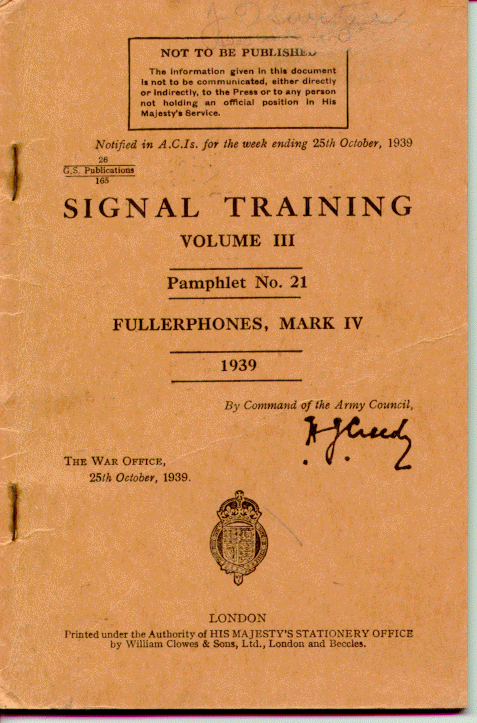 NOT TO BE PUBLISHED
The information given in this document
is not to be communicated, either directly
or indirectly, to the Press or to any person
not holding an official position in His
Majesty's Service.
Notified in A.C.Is. for the week ending 25th October, 1939
26
G.S. Publications
165
SIGNAL TRAINING
VOLUME III
Pamphlet No. 21
FULLERPHONES, MARK IV
1939
By Command of the Army Council,
H J Creedy
THE WAR OFFICE,
25th October, 1939.
LONDON
Printed under the Authority of HIS MAJESTY'S STATIONERY OFFICE
by William Clowes & Sons, Ltd., London and Beccles.